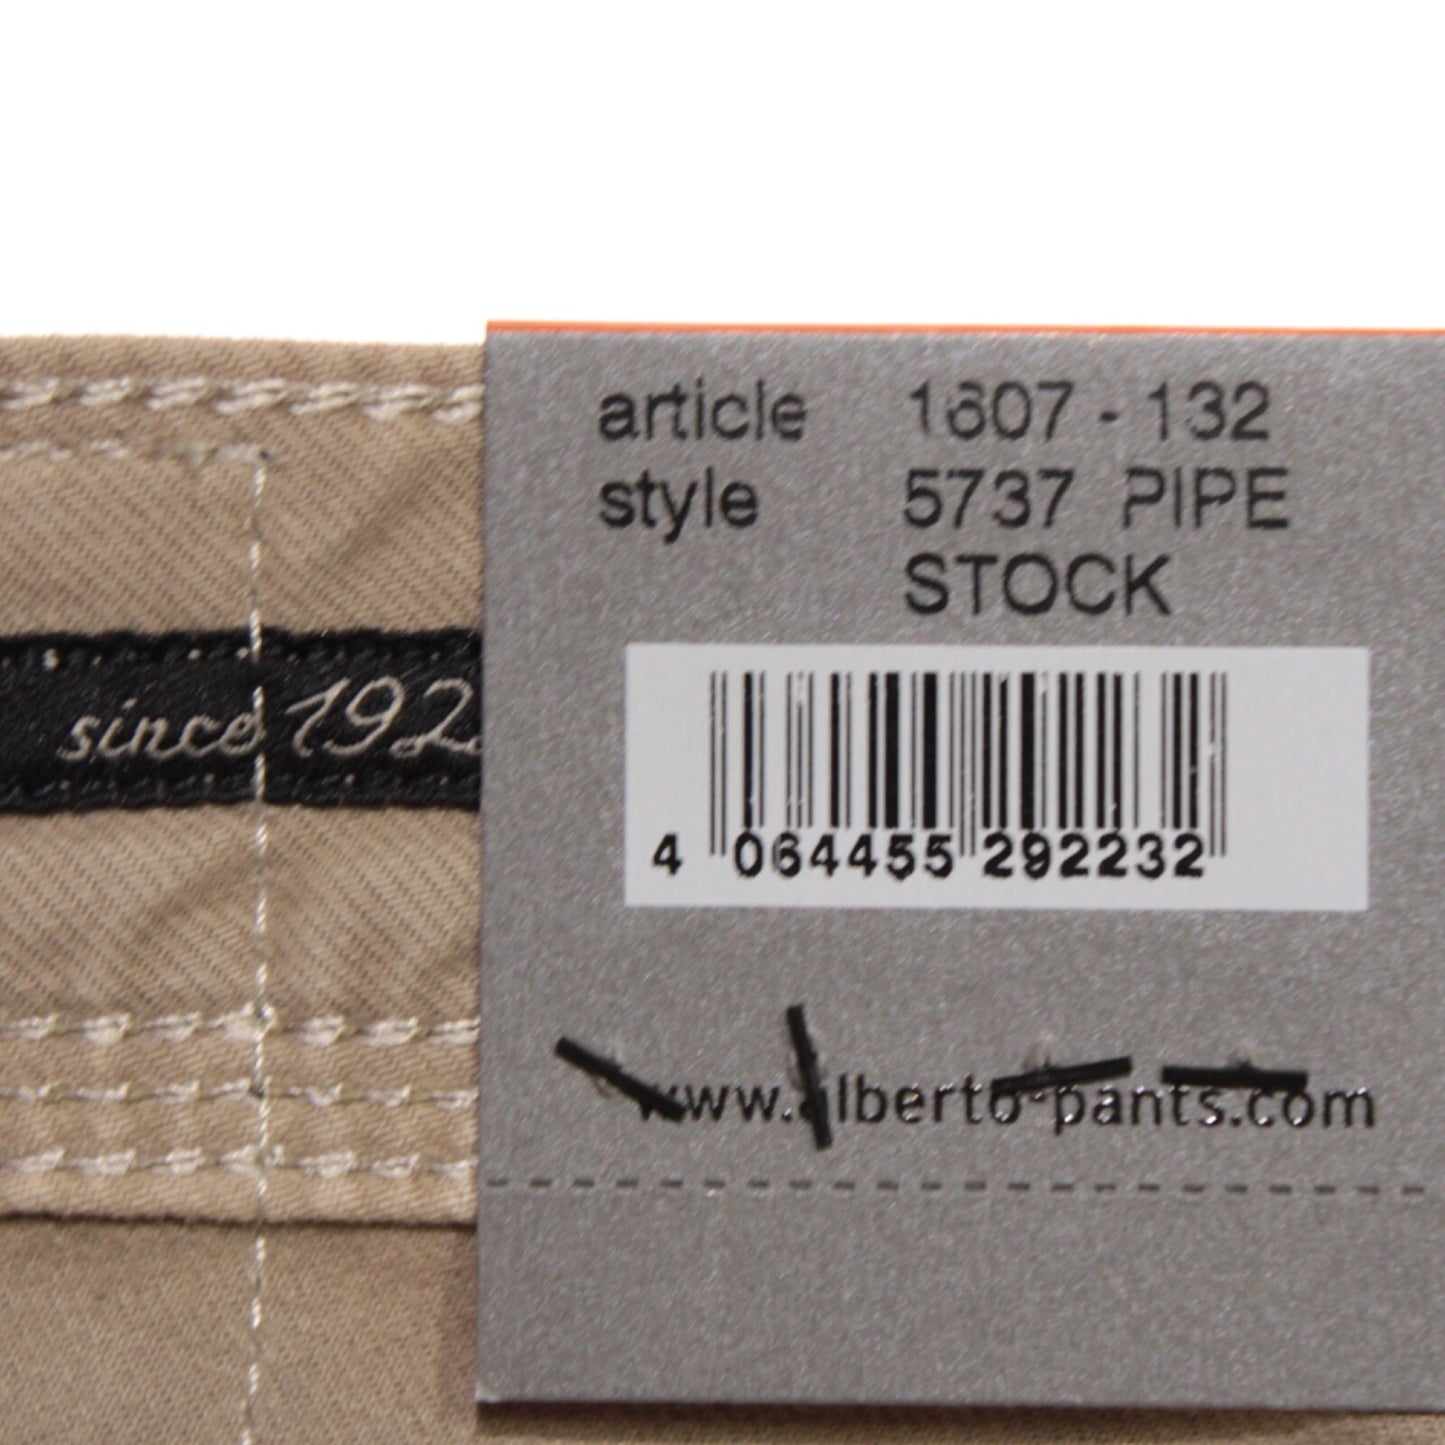 article 1607 - 132
style 5737 PIPE
STOCK
since 192
4 064455 292232
www.alberto-pants.com